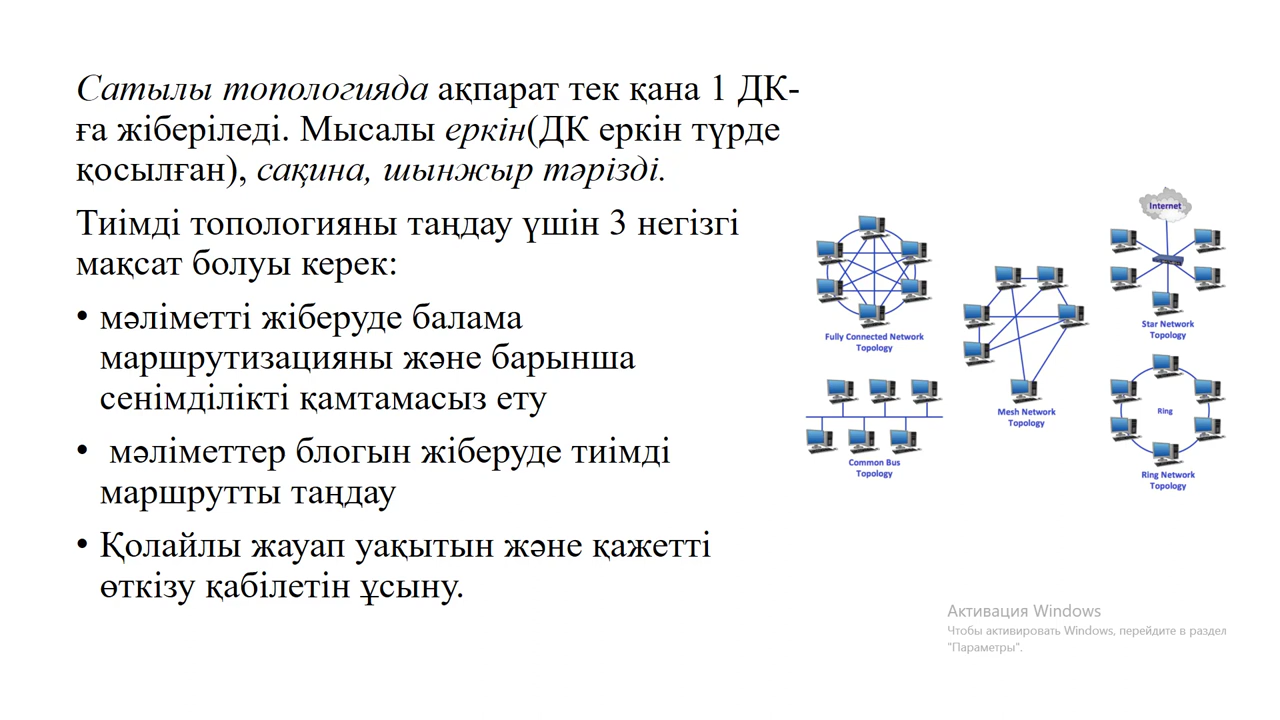 Сатылы топологияда ақпарат тек қана 1 ДК-
ға жіберіледі. Мысалы еркін(ДК еркін түрде
қосылған), сақина, шынжыр тәрізді.
Тиімді топологияны таңдау үшін 3 негізгі
мақсат болуы керек:
• мәліметті жіберуде балама
маршрутизацияны және барынша
сенімділікті қамтамасыз ету
• мәліметтер блогын жіберуде тиімді
маршрутты таңдау
• Қолайлы жауап уақытын және қажетті
өткізу қабілетін ұсыну.
Fully Connected Network
Topology
Common Bus
Topology
Mesh Network
Topology
Internet
Star Network
Topology
Ring
Ring Network
Topology
Активация Windows
Чтобы активировать Windows, перейдите в раздел
"Параметры".